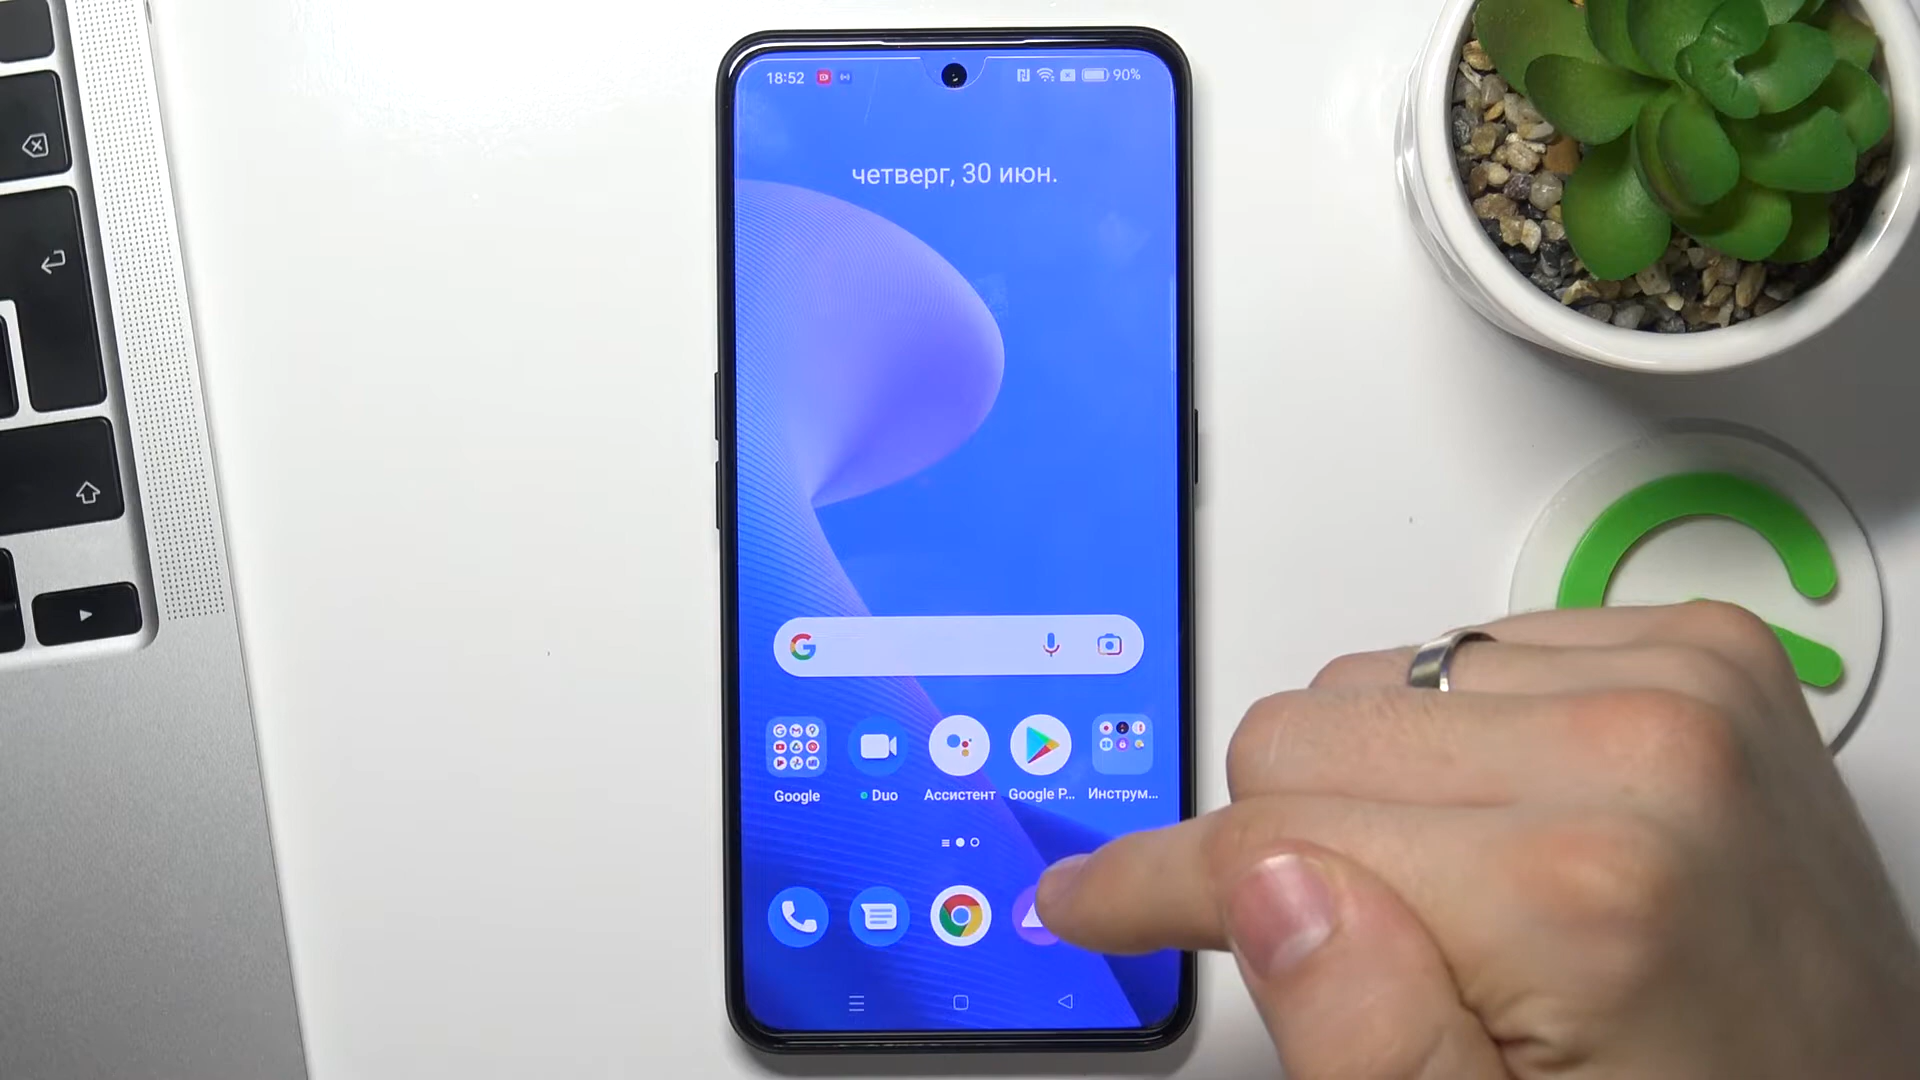 18:52
90%
четверг, 30 июн.
Google
Duo
Ассистент
Google P...
Инструм...